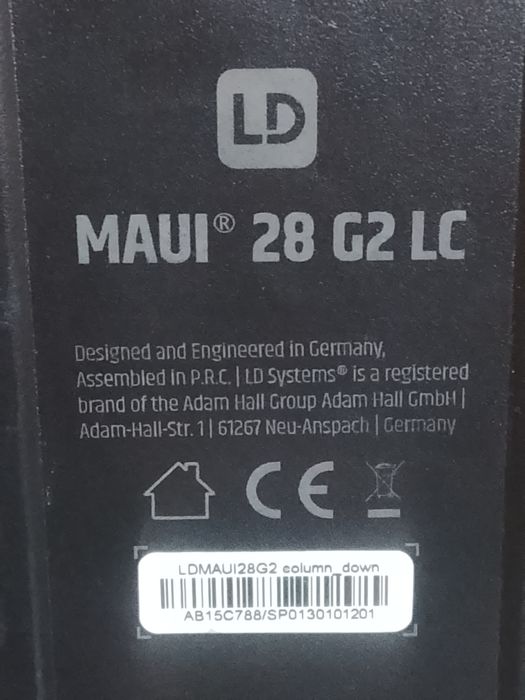 LD
MAUI® 28 G2 LC
Designed and Engineered in Germany,
Assembled in P.R.C. | LD Systems® is a registered
brand of the Adam Hall Group Adam Hall GmbH |
Adam-Hall-Str. 1 | 61267 Neu-Anspach | Germany
CE
LDMAUI28G2 column_down
AB15C788/SP0130101201